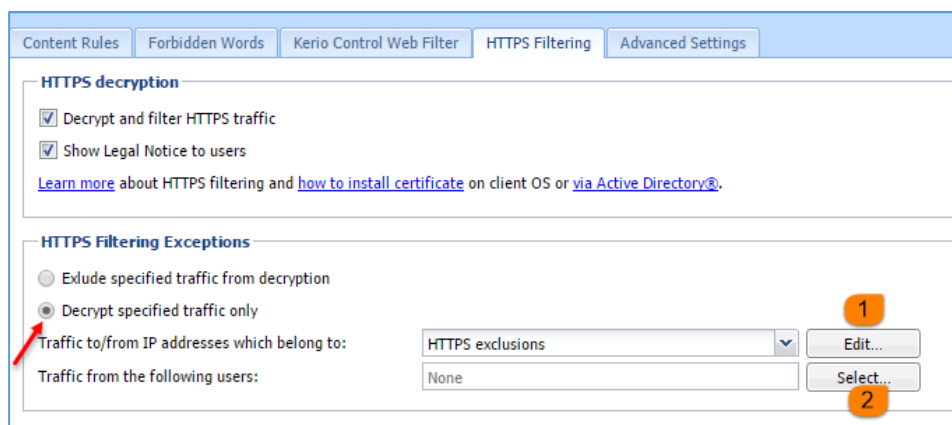 Content Rules Forbidden Words Kerio Control Web Filter HTTPS Filtering Advanced Settings
HTTPS decryption
Decrypt and filter HTTPS traffic
Show Legal Notice to users
Learn more about HTTPS filtering and how to install certificate on client OS or via Active Directory®.
HTTPS Filtering Exceptions
Exlude specified traffic from decryption
Decrypt specified traffic only
1
Traffic to/from IP addresses which belong to: HTTPS exclusions Edit...
Traffic from the following users: None Select...
2